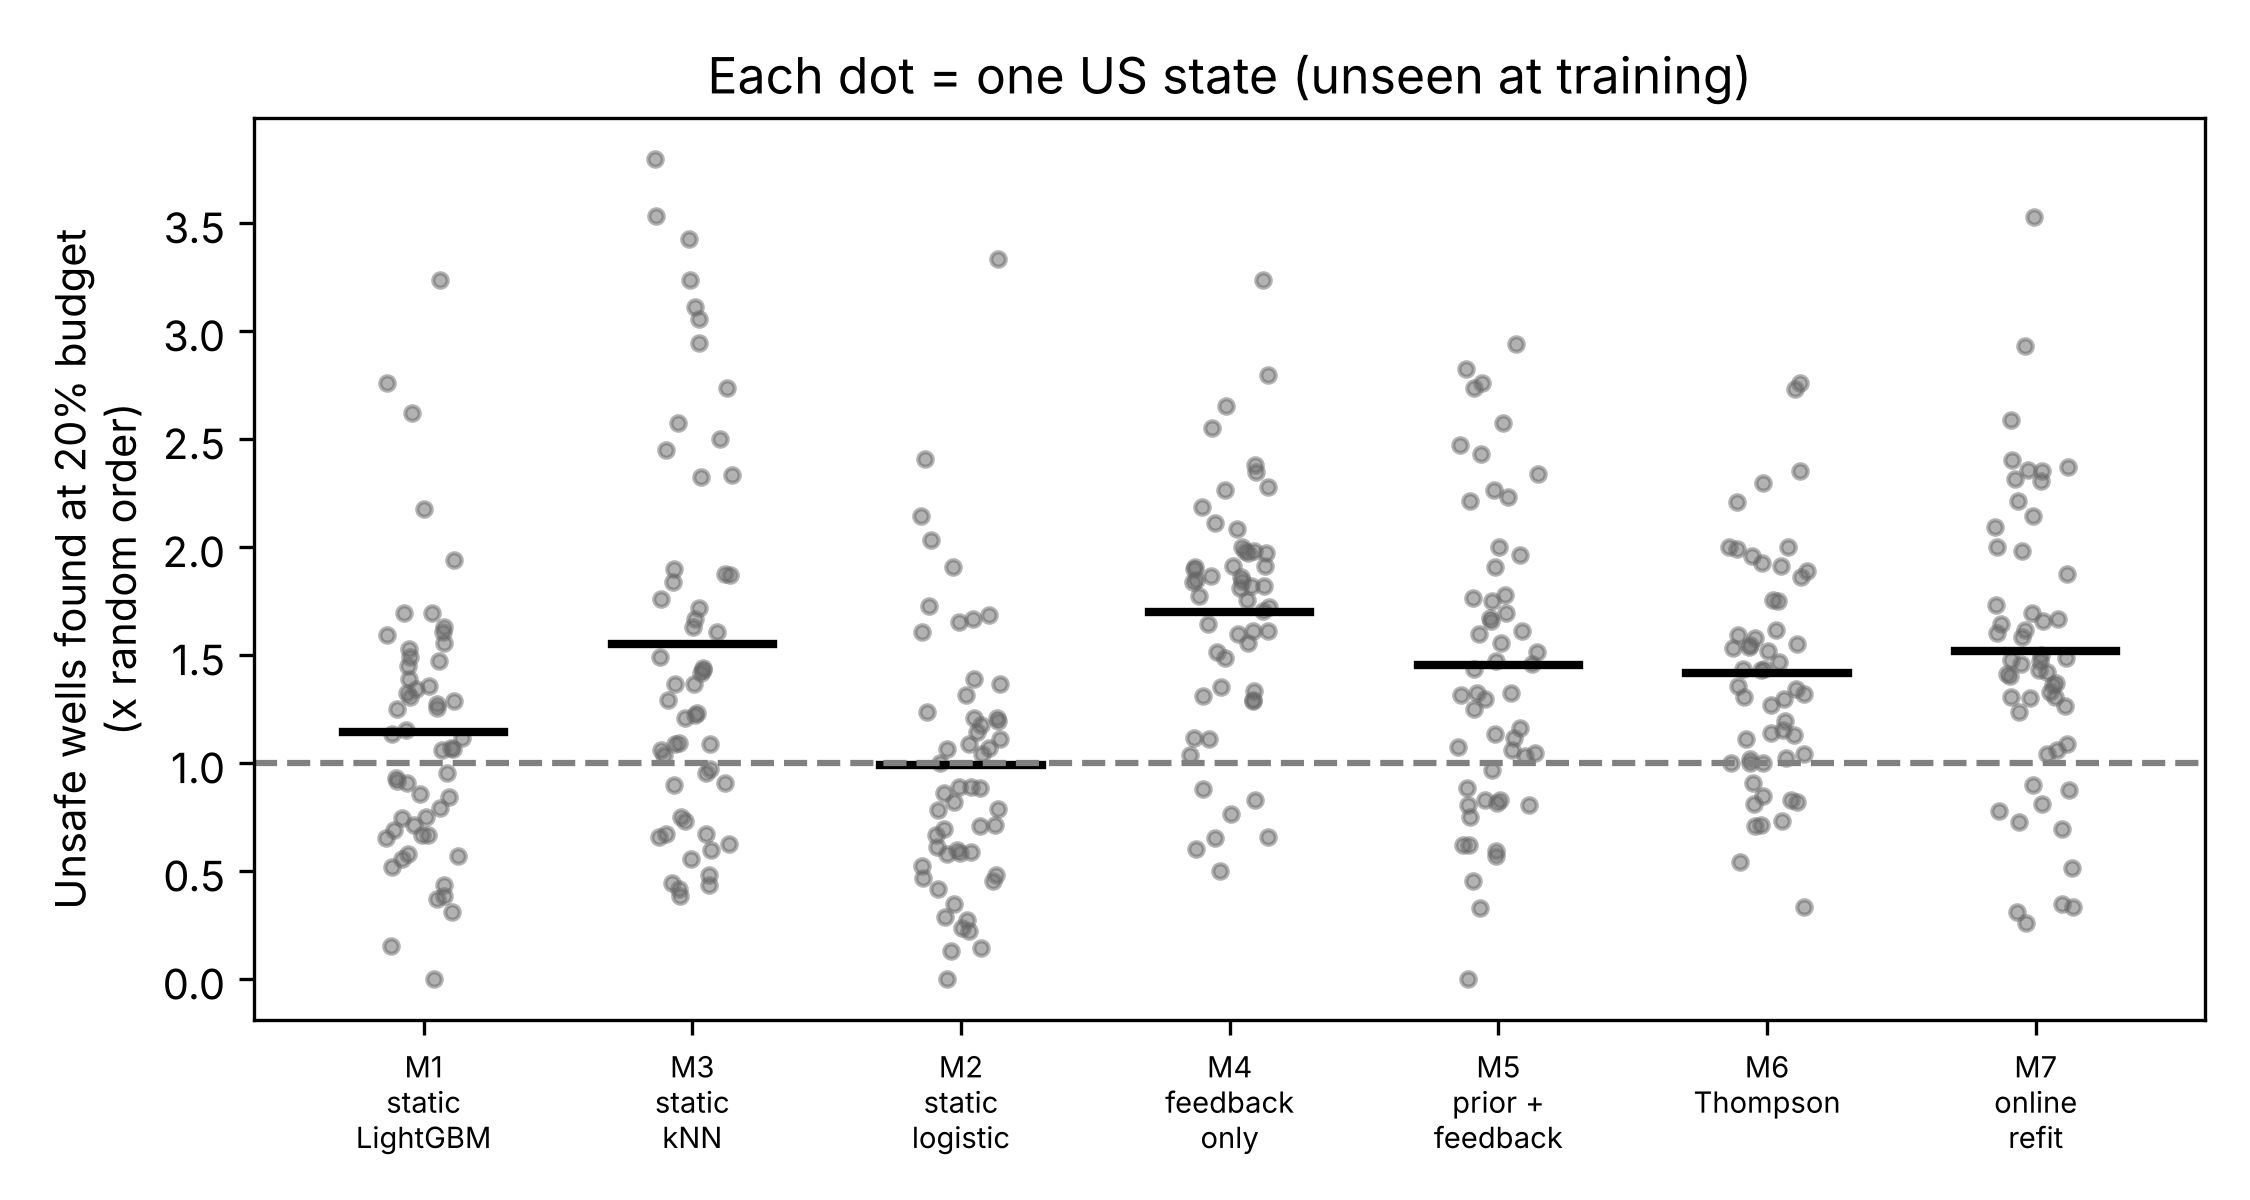 Each dot = one US state (unseen at training)
Unsafe wells found at 20% budget
(x random order)
3.5
3.0
2.5
2.0
1.5
1.0
0.5
0.0
M1
static
LightGBM
M3
static
kNN
M2
static
logistic
M4
feedback
only
M5
prior +
feedback
M6
Thompson
M7
online
refit